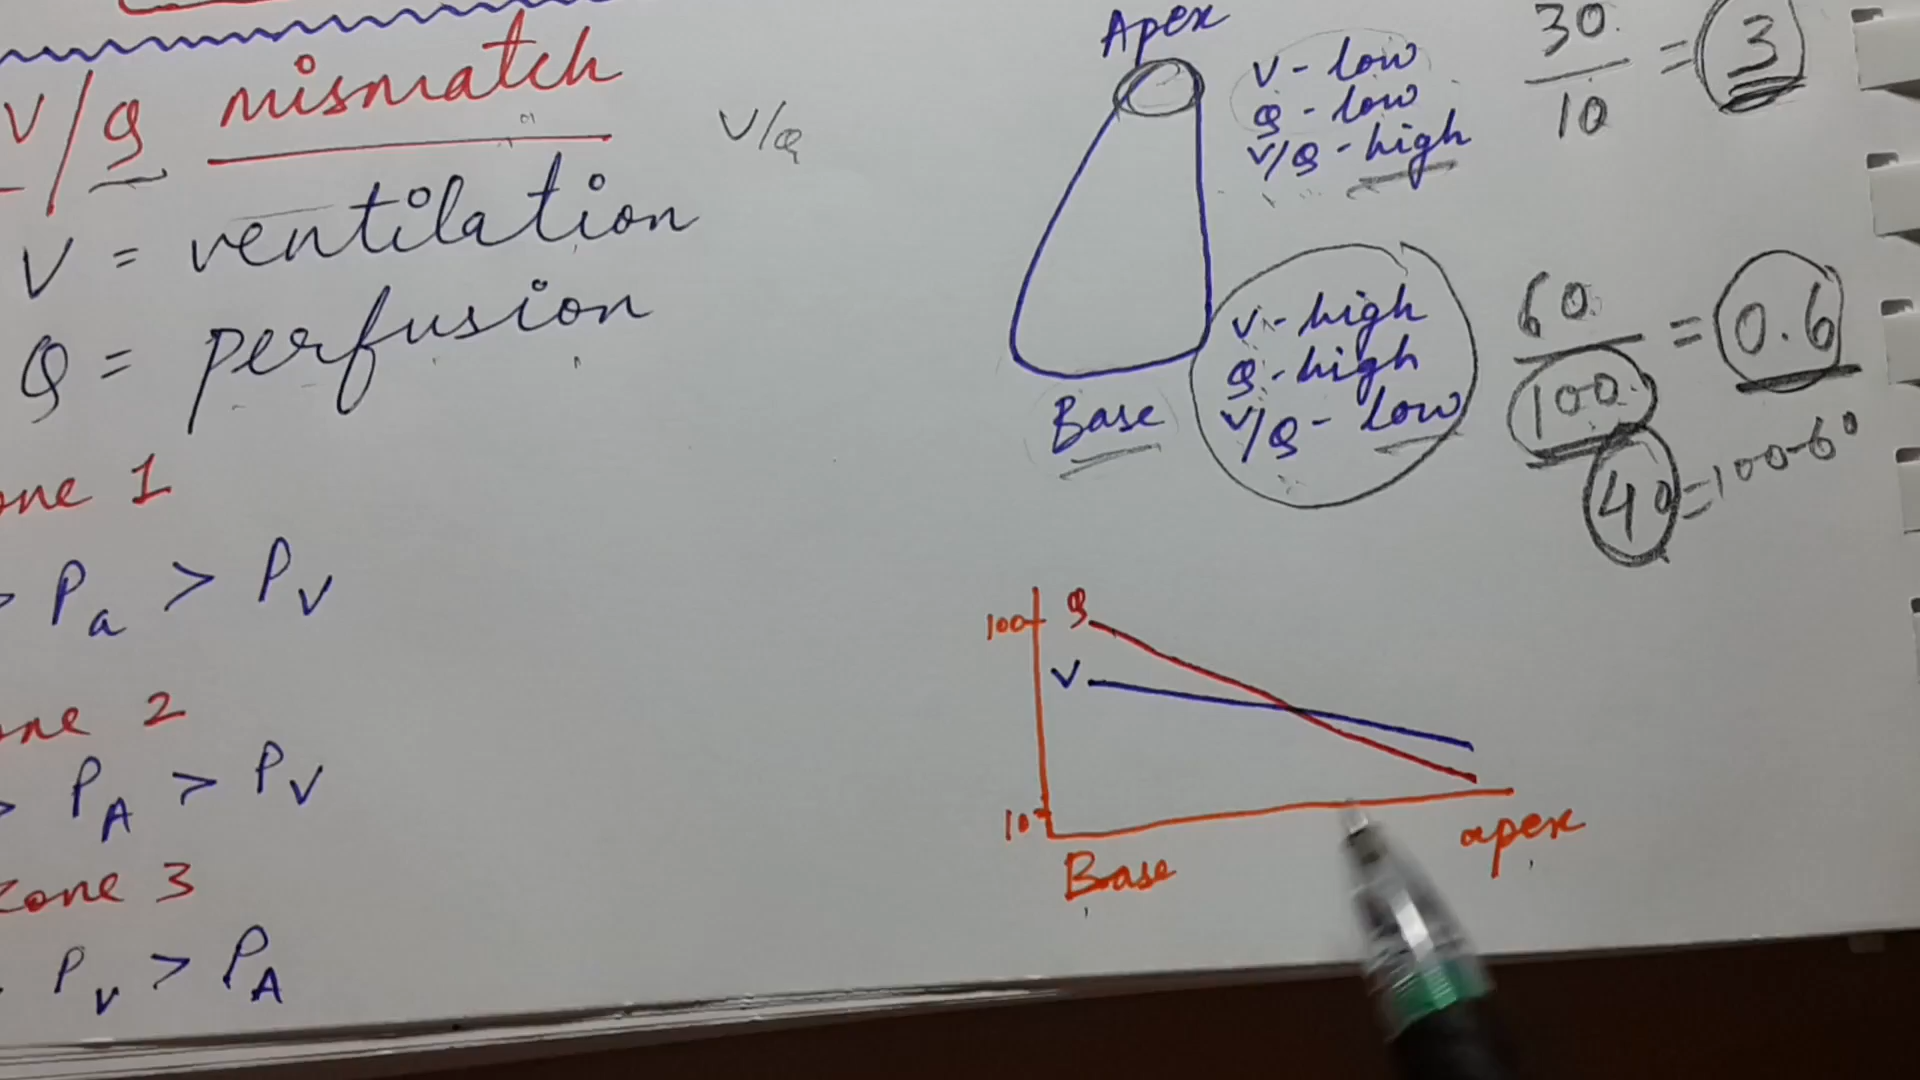 V/Q mismatch
V/Q
V = ventilation
Q = perfusion
one 1
> Pa > PV
one 2
> PA > PV
Zone 3
PV > PA
Apex
V - low
Q - low
V/Q - high
30/10 = 3
V - high
Q - high
V/Q - low
60/100 = 0.6
40 = 100-60
Base
100
Q
V
10
Base
apex